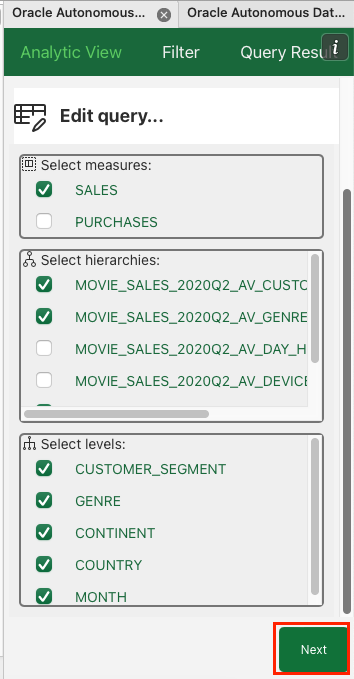 Oracle Autonomous...
Oracle Autonomous Dat...
Analytic View Filter Query Resu
i
Edit query...
Select measures:
SALES
PURCHASES
Select hierarchies:
MOVIE_SALES_2020Q2_AV_CUSTO
MOVIE_SALES_2020Q2_AV_GENRE
MOVIE_SALES_2020Q2_AV_DAY_H
MOVIE_SALES_2020Q2_AV_DEVICE
Select levels:
CUSTOMER_SEGMENT
GENRE
CONTINENT
COUNTRY
MONTH
Next